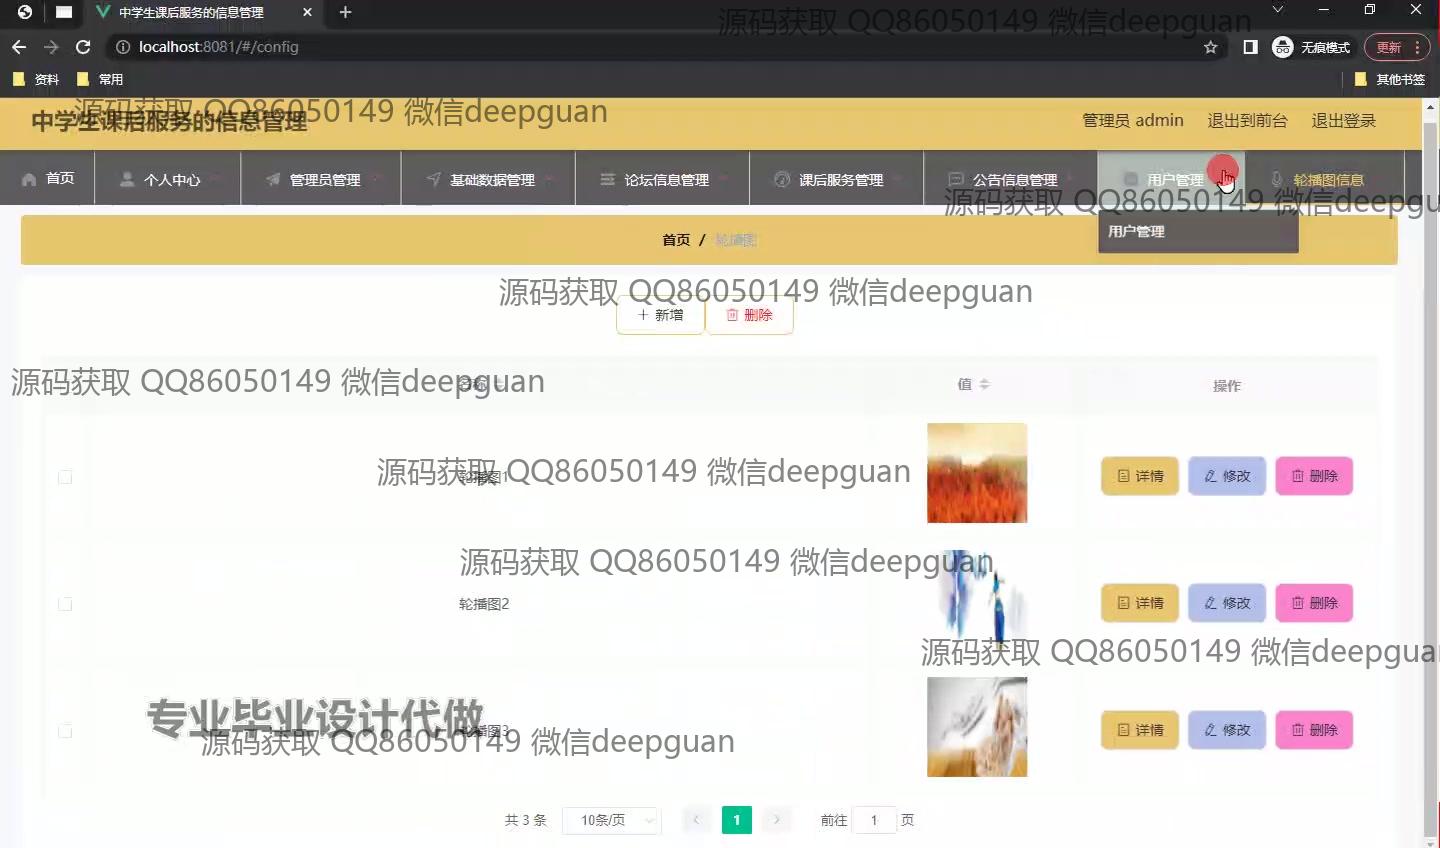 中学生课后服务的信息管理
源码获取 QQ86050149 微信deepguan
localhost:8081/#/config
无痕模式
更新
资料
常用
其他书签
源码获取 QQ86050149 微信deepguan
中学生课后服务的信息管理
管理员 admin
退出到前台
退出登录
首页
个人中心
管理员管理
基础数据管理
论坛信息管理
课后服务管理
公告信息管理
用户管理
轮播图信息
源码获取 QQ86050149 微信deepgu
用户管理
首页 / 轮播图
源码获取 QQ86050149 微信deepguan
新增
删除
源码获取 QQ86050149 微信deepguan
名称
值
操作
源码获取 QQ86050149 微信deepguan
轮播图1
详情
修改
删除
源码获取 QQ86050149 微信deepguan
轮播图2
详情
修改
删除
源码获取 QQ86050149 微信deepguan
专业毕业设计代做
轮播图3
详情
修改
删除
源码获取 QQ86050149 微信deepguan
共 3 条
10条/页
1
前往 1 页